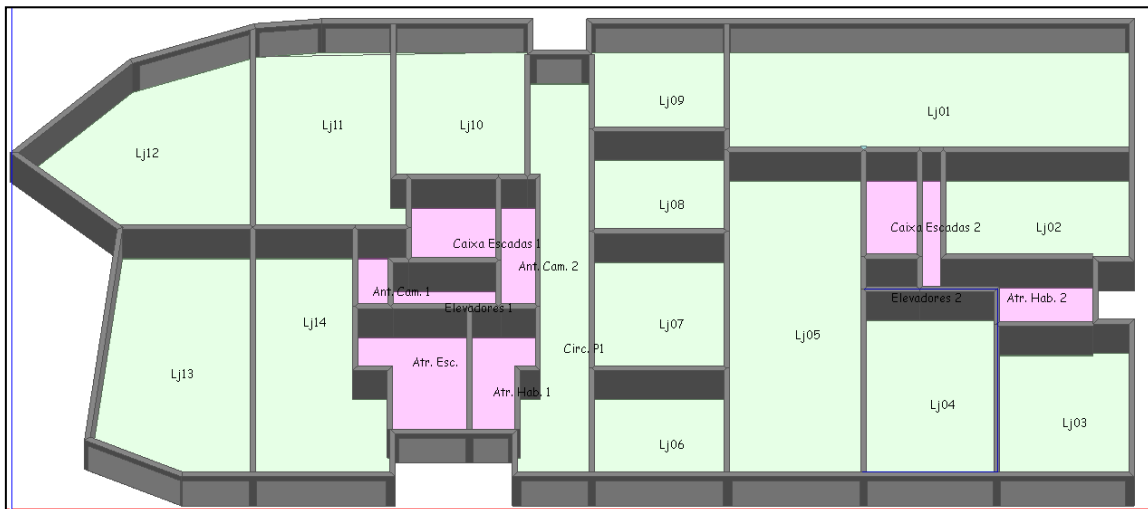 Lj09
Lj01
Lj10
Lj11
Lj12
Lj08
Lj02
Caixa Escadas 1
Caixa Escadas 2
Ant. Cam. 2
Ant. Cam. 1
Elevadores 1
Elevadores 2
Atr. Hab. 2
Lj14
Lj07
Circ. P1
Lj05
Atr. Esc.
Lj13
Atr. Hab. 1
Lj04
Lj03
Lj06